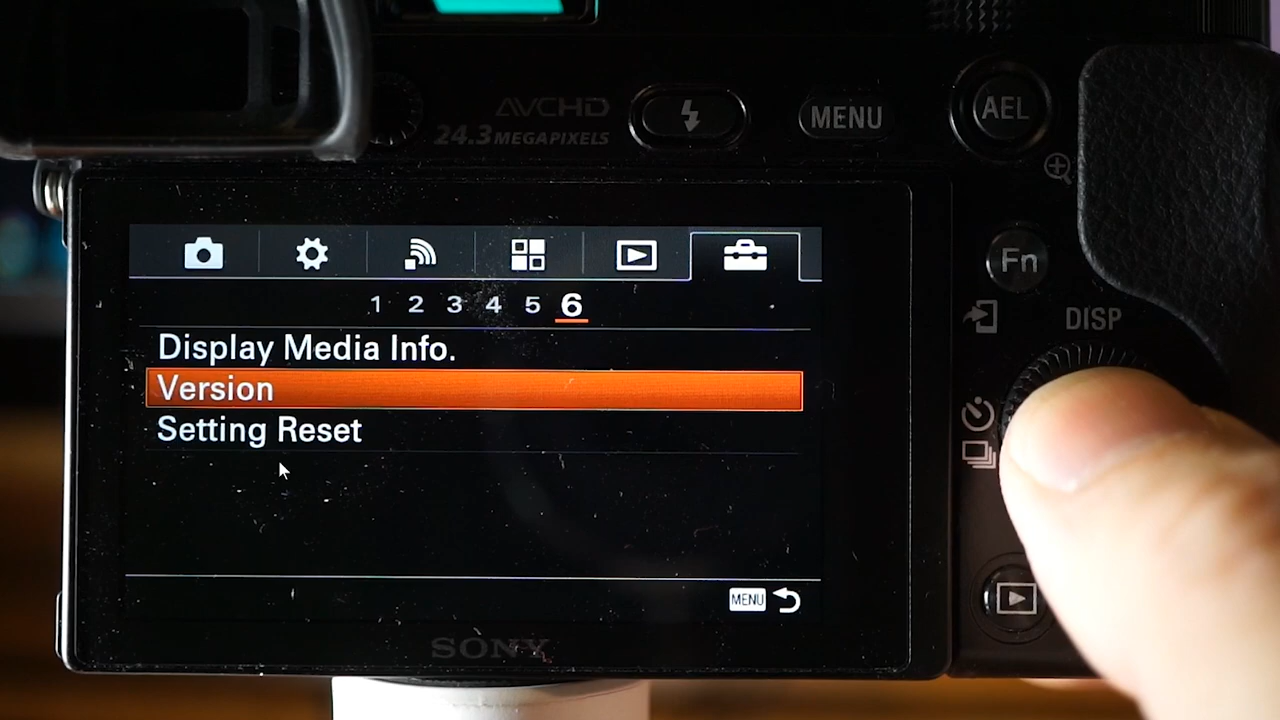 AVCHD
24.3 MEGAPIXELS
MENU
AEL
Fn
DISP
1 2 3 4 5 6
Display Media Info.
Version
Setting Reset
MENU
SONY